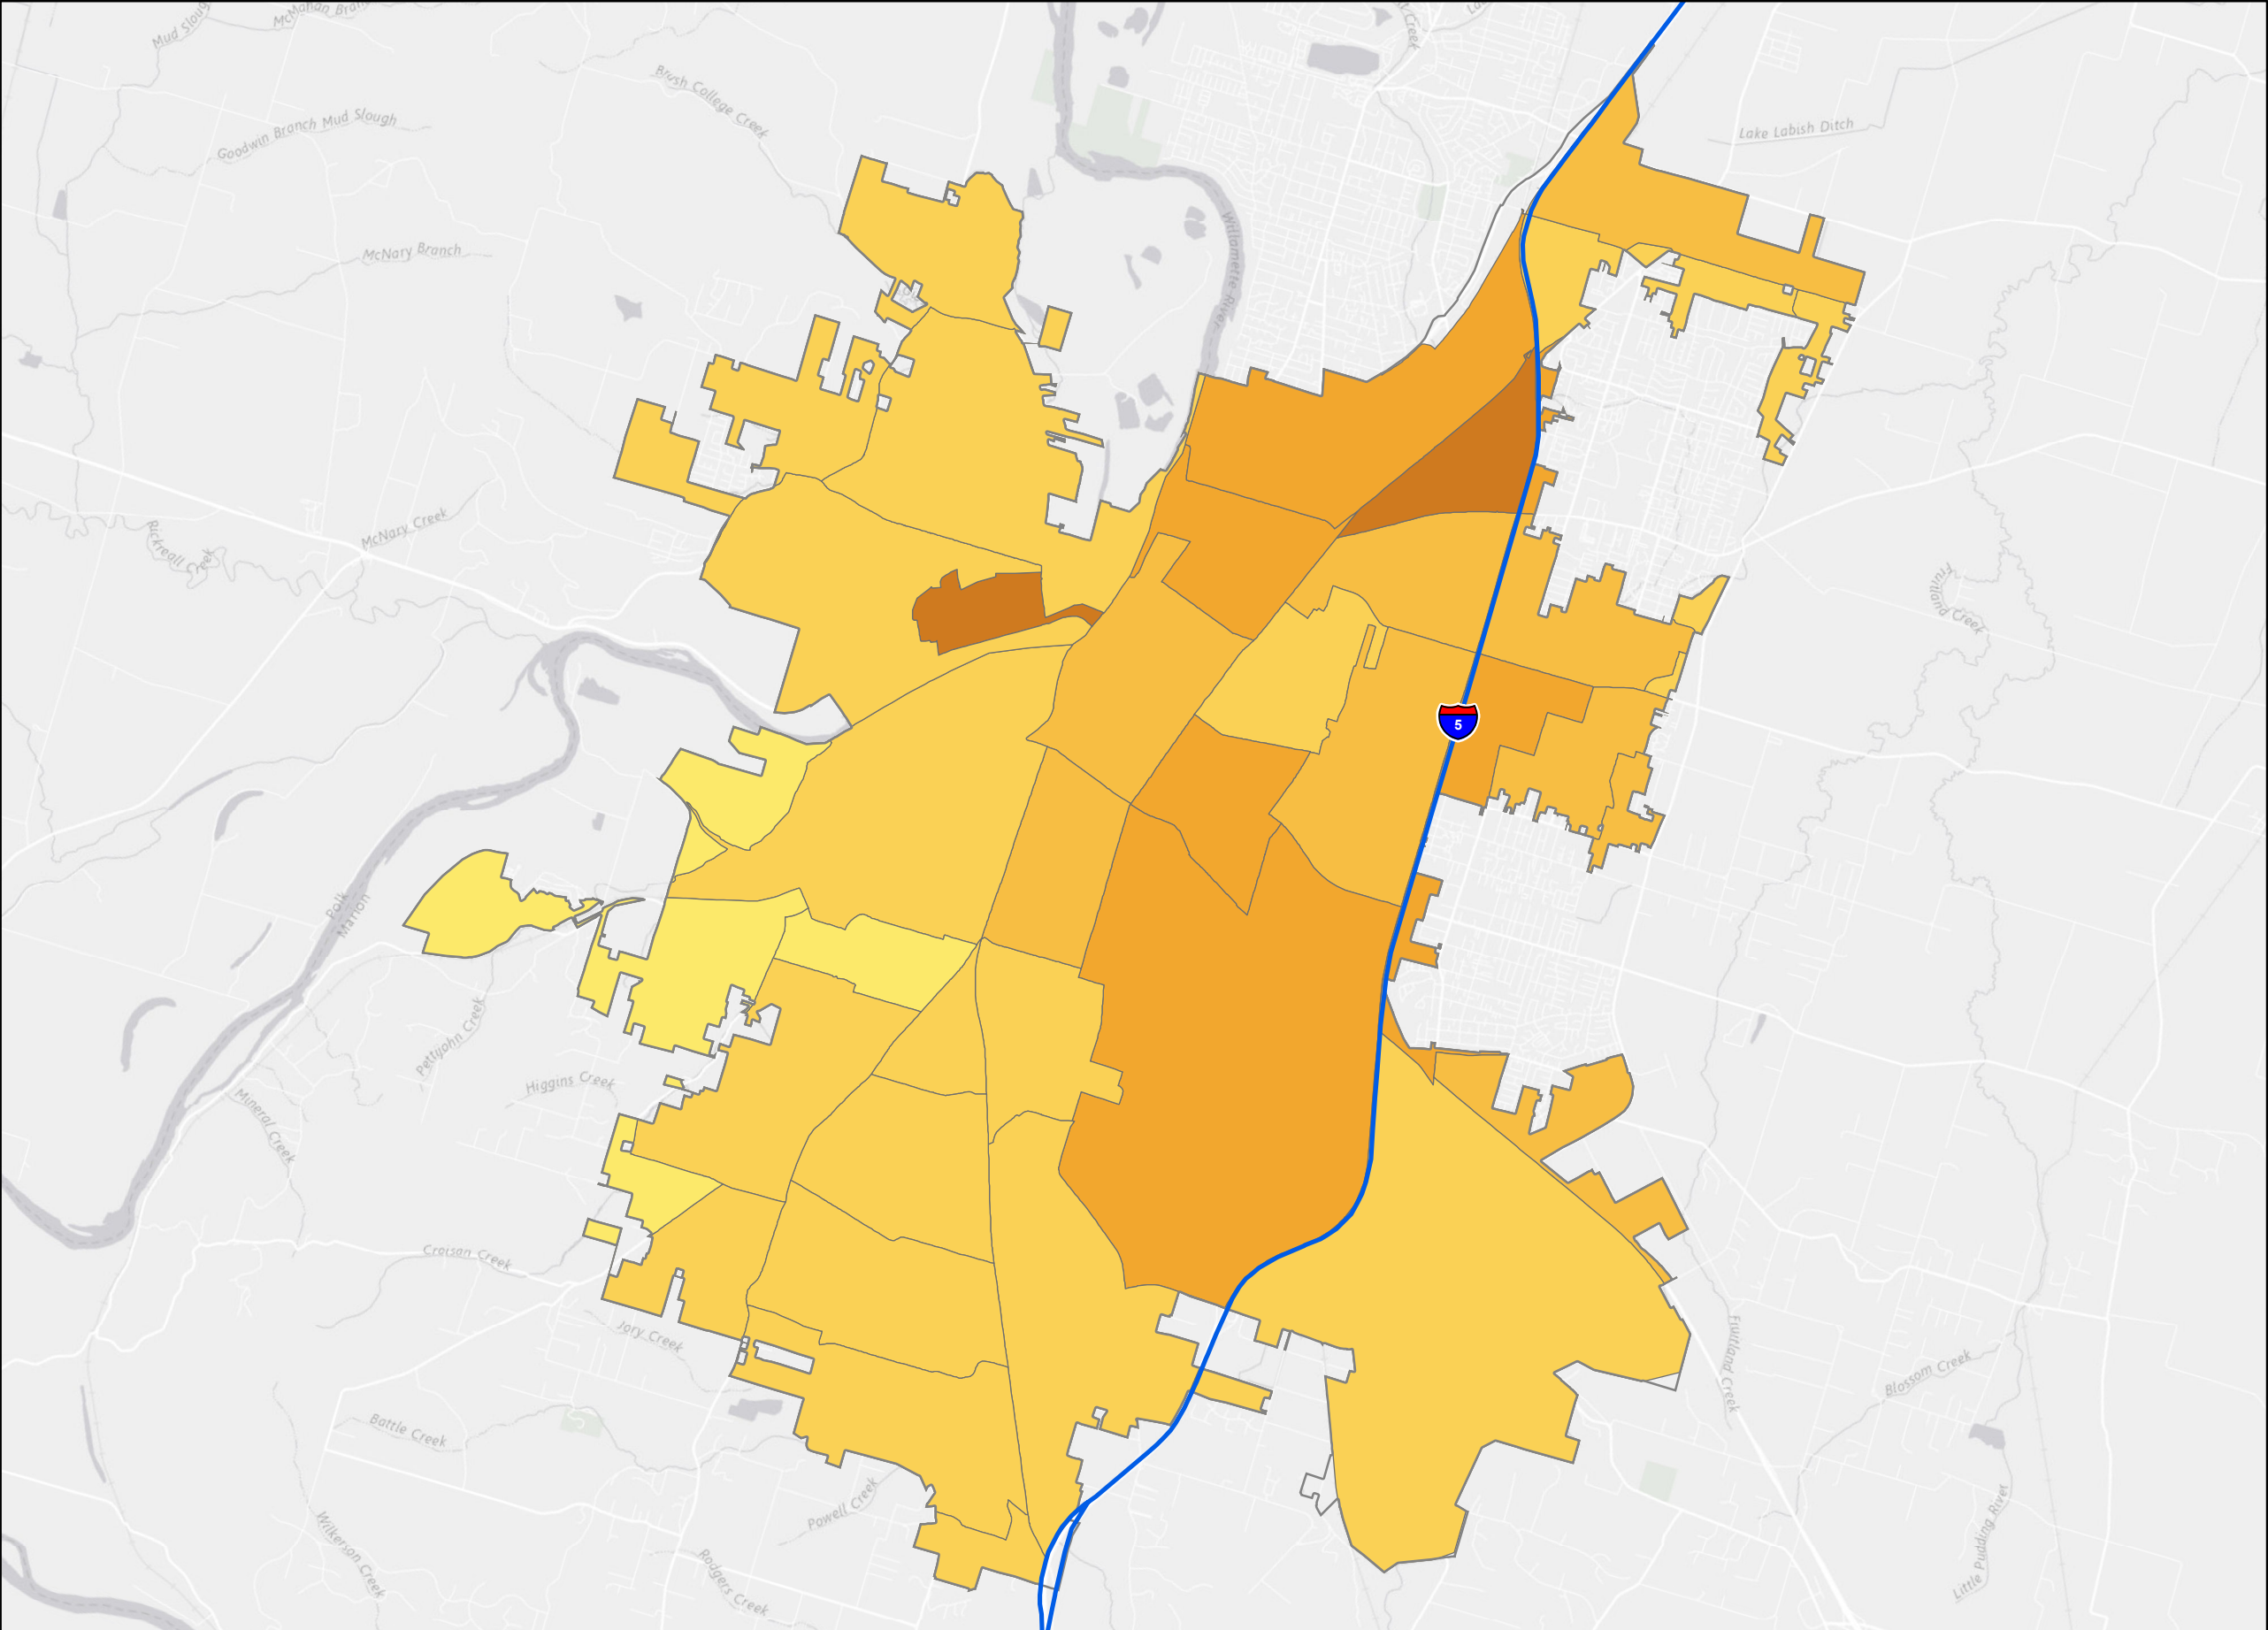 Mud Slough
McMahan Branch
Creek
Brush College Creek
Goodwin Branch Mud Slough
Lake Labish Ditch
McNary Branch
Willamette River
McNary Creek
Rickreall Creek
Fruitland Creek
5
Polk
Marion
Pettyjohn Creek
Higgins Creek
Mineral Creek
Croisan Creek
Jory Creek
Fruitland Creek
Blossom Creek
Battle Creek
Powell Creek
Wilkerson Creek
Rodgers Creek
Little Pudding River